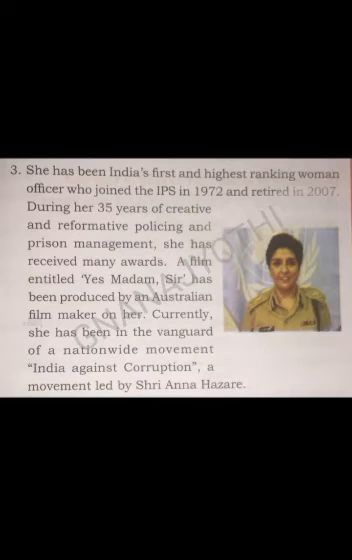 3. She has been India's first and highest ranking woman
officer who joined the IPS in 1972 and retired in 2007.
During her 35 years of creative
and reformative policing and
prison management, she has
received many awards. A film
entitled 'Yes Madam, Sir' has
been produced by an Australian
film maker on her. Currently,
she has been in the vanguard
of a nationwide movement
"India against Corruption", a
movement led by Shri Anna Hazare.
GNANAJYOTHI